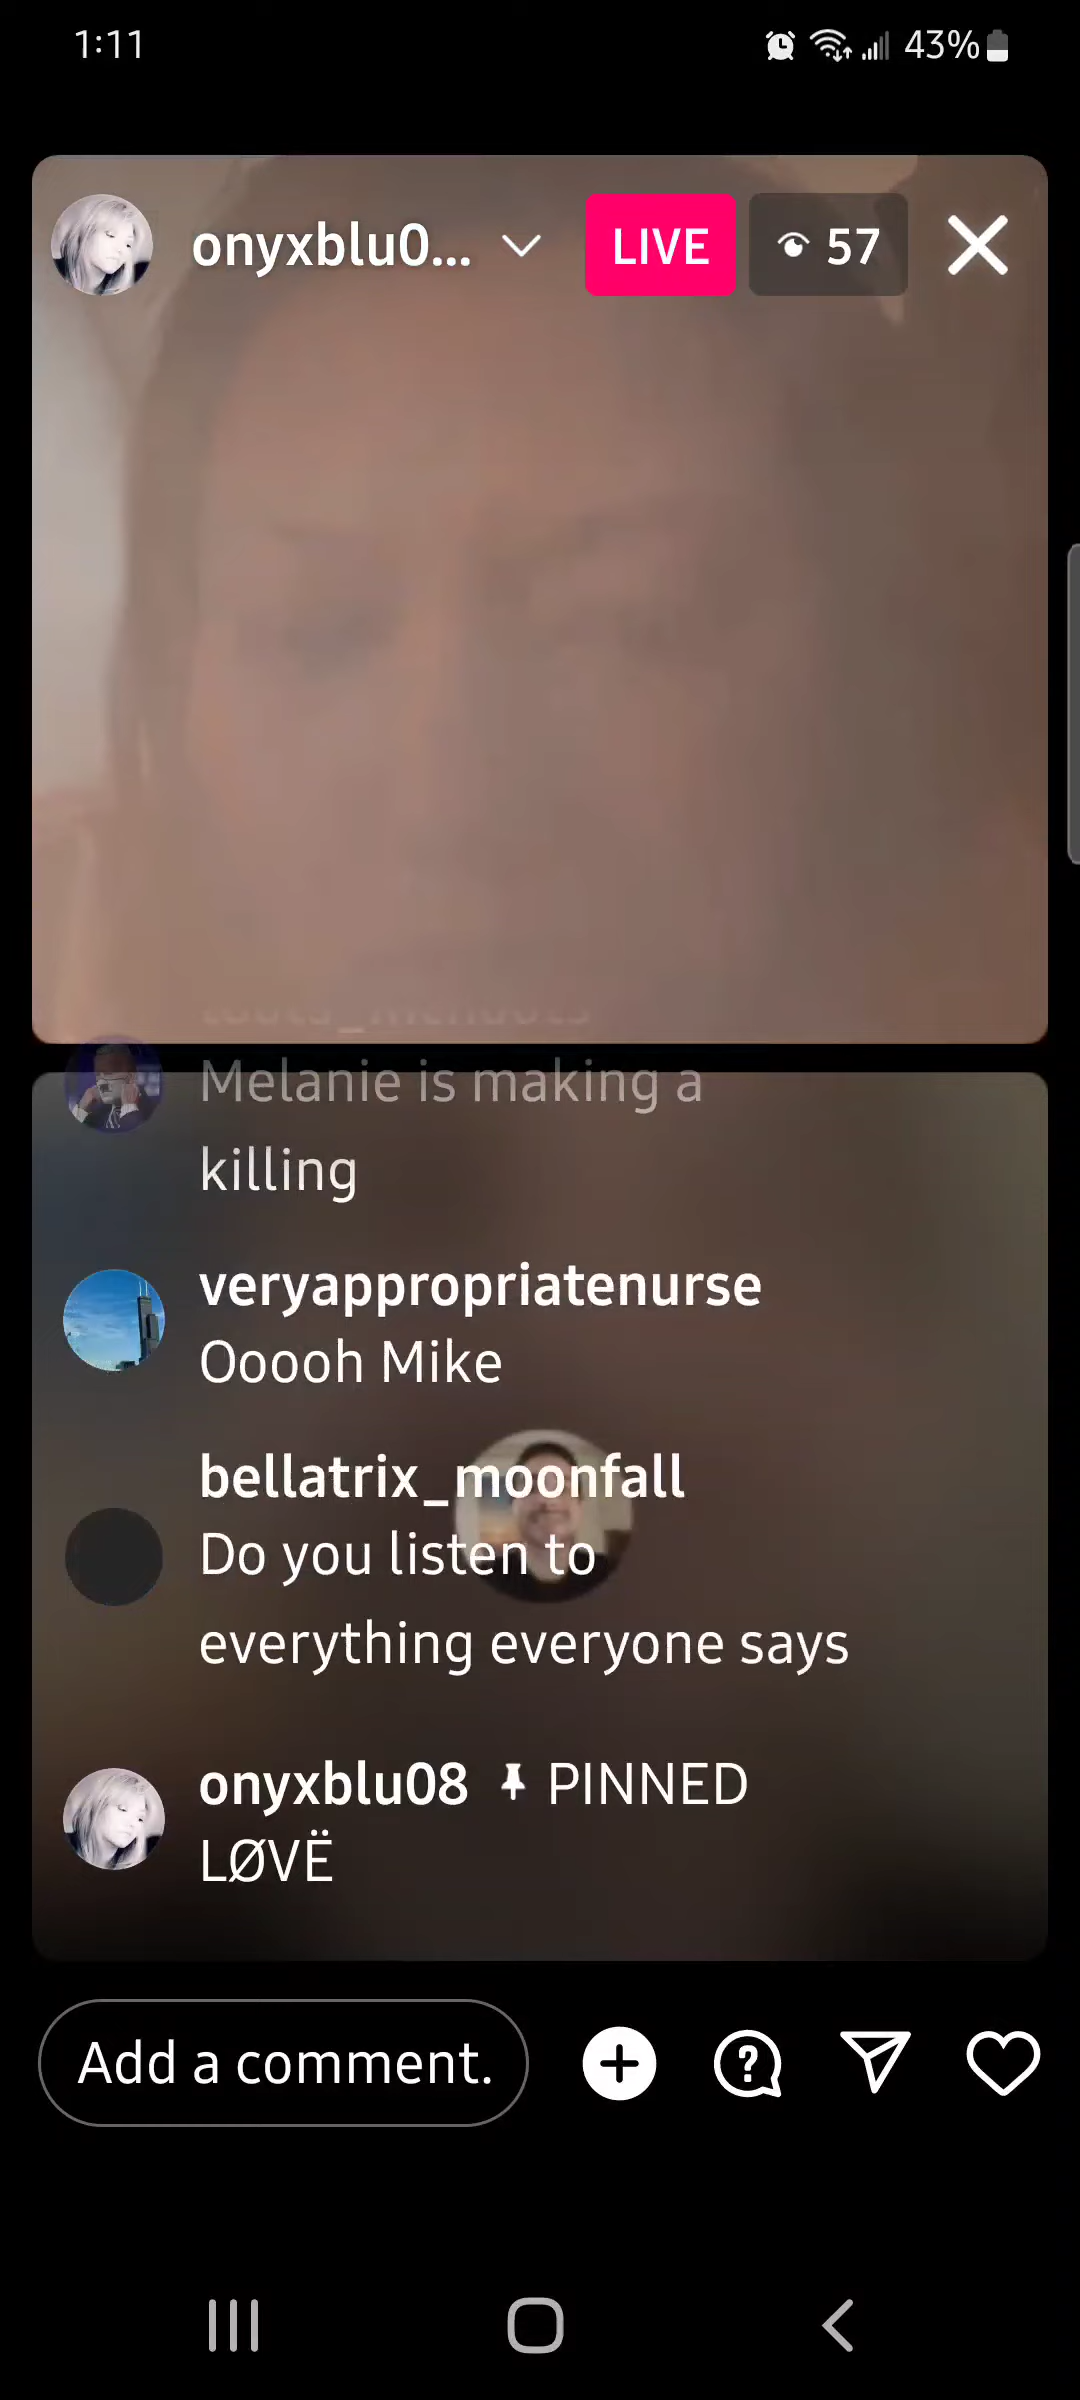 1:11
43%
onyxblu0...
LIVE
57
Melanie is making a
killing
veryappropriatenurse
Ooooh Mike
bellatrix_moonfall
Do you listen to
everything everyone says
onyxblu08 PINNED
LØVË
Add a comment.